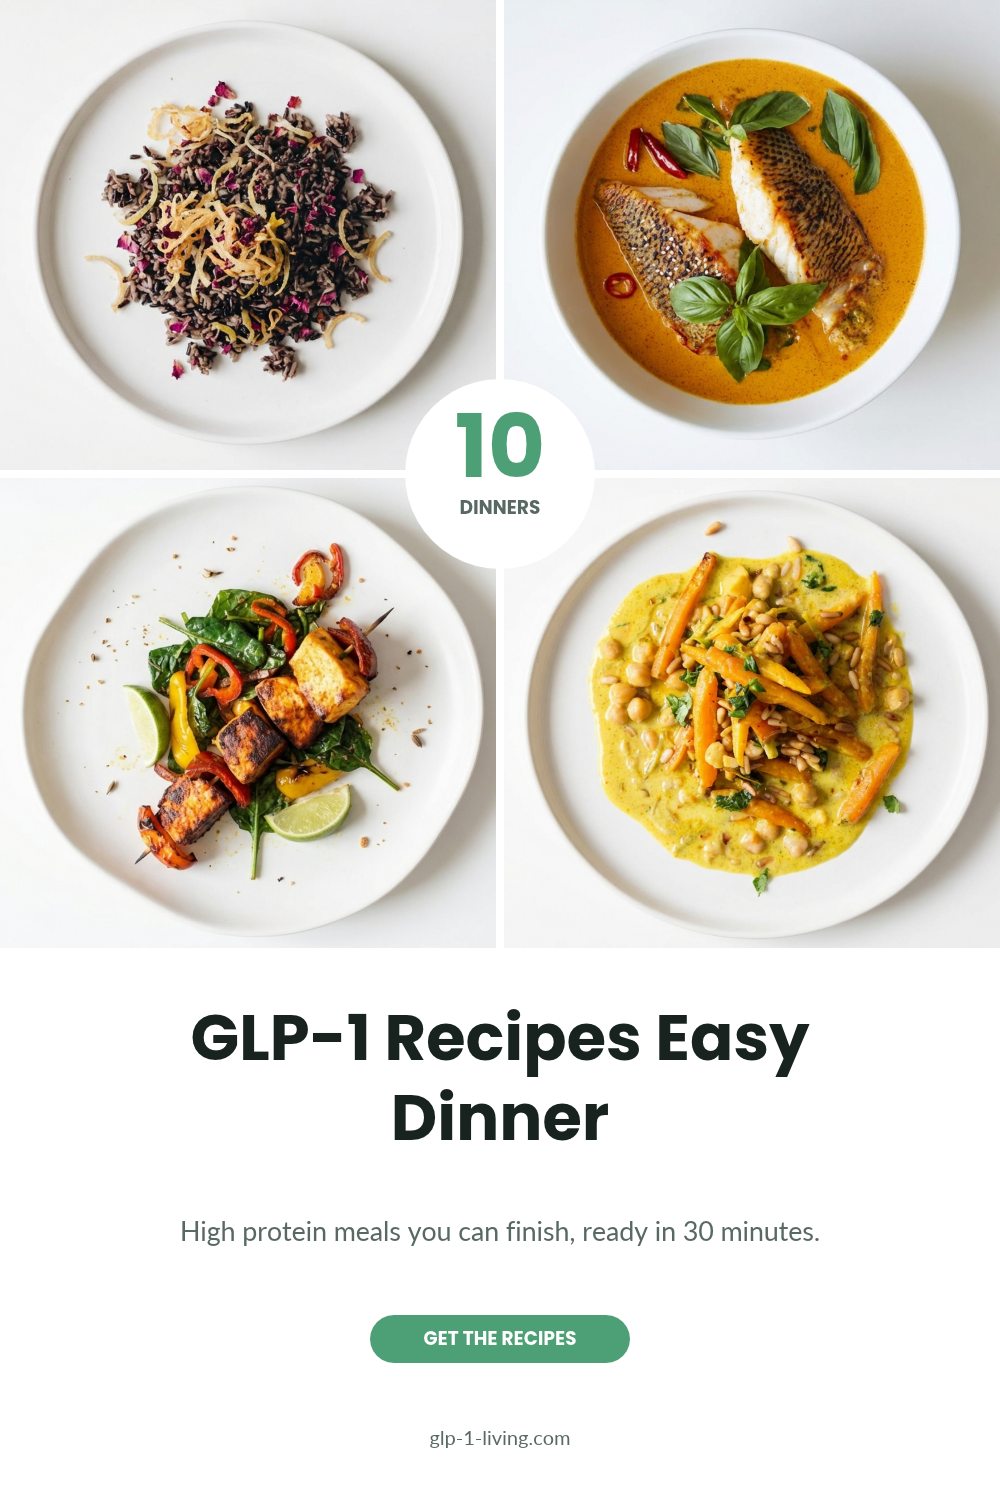 10
DINNERS
GLP-1 Recipes Easy
Dinner
High protein meals you can finish, ready in 30 minutes.
GET THE RECIPES
glp-1-living.com